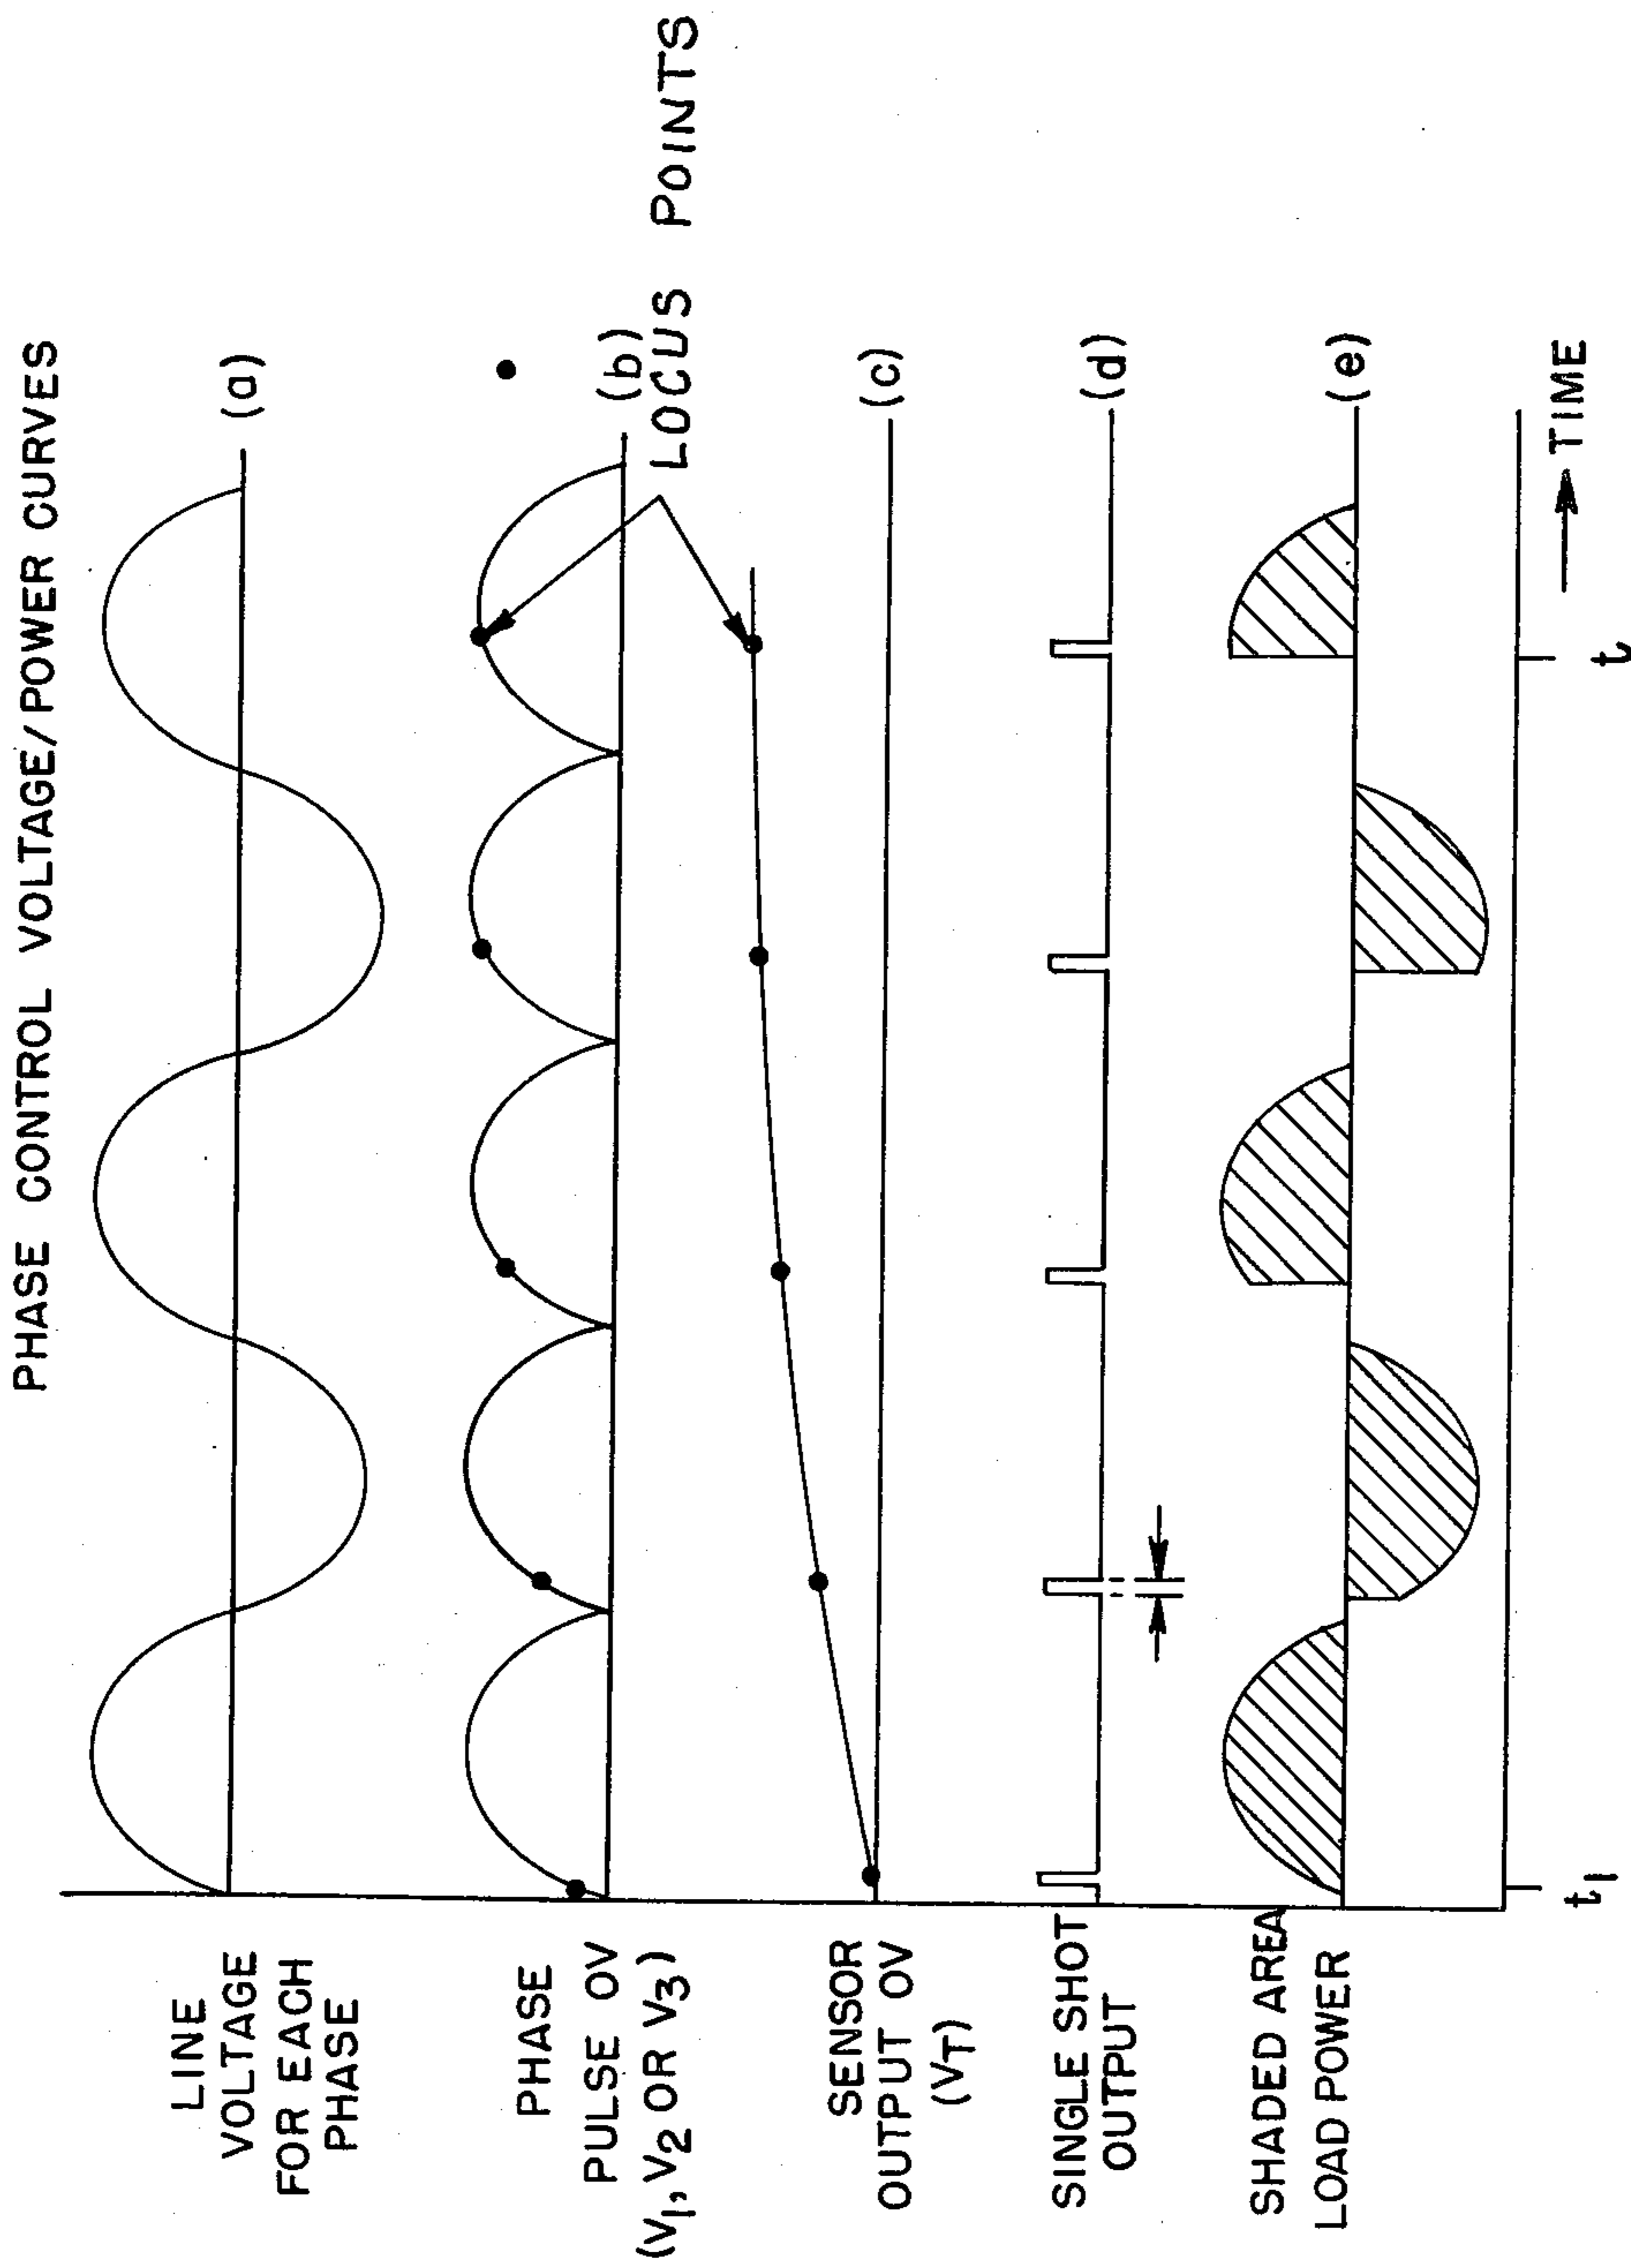 PHASE CONTROL VOLTAGE/POWER CURVES
LINE
VOLTAGE
FOR EACH
PHASE
(a)
PHASE
PULSE OV
(V1, V2 OR V3)
(b)
LOCUS POINTS
SENSOR
OUTPUT OV
(VT)
(c)
SINGLE SHOT
OUTPUT
(d)
SHADED AREA
LOAD POWER
(e)
t1
t
TIME